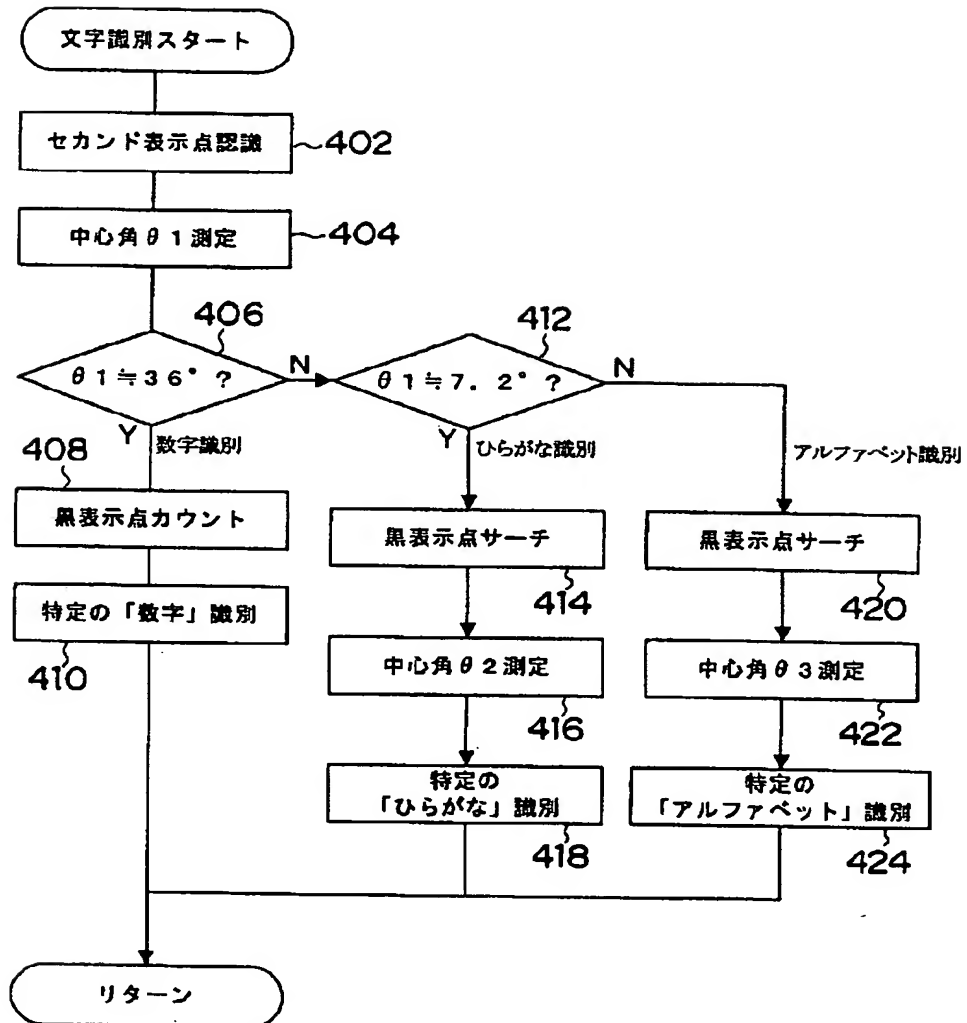 文字識別スタート
セカンド表示点認識
402
中心角θ1測定
404
406
θ1≒36°？
N
Y
数字識別
408
黒表示点カウント
特定の「数字」識別
410
412
θ1≒7.2°？
N
Y
ひらがな識別
アルファベット識別
黒表示点サーチ
414
中心角θ2測定
416
特定の
「ひらがな」識別
418
黒表示点サーチ
420
中心角θ3測定
422
特定の
「アルファベット」識別
424
リターン